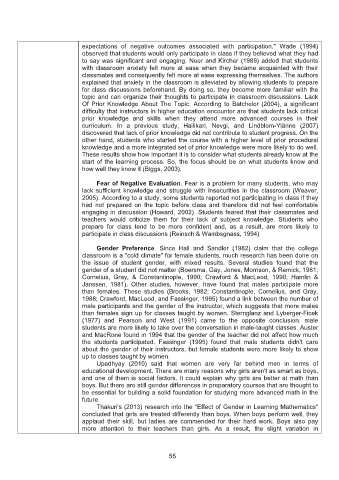 expectations of negative outcomes associated with participation." Wade (1994)
observed that students would only participate in class if they believed what they had
to say was significant and engaging. Neer and Kircher (1989) added that students
with classroom anxiety felt more at ease when they became acquainted with their
classmates and consequently felt more at ease expressing themselves. The authors
explained that anxiety in the classroom is alleviated by allowing students to prepare
for class discussions beforehand. By doing so, they become more familiar with the
topic and can organize their thoughts to participate in classroom discussions. Lack
Of Prior Knowledge About The Topic. According to Batchelor (2004), a significant
difficulty that instructors in higher education encounter are that students lack critical
prior knowledge and skills when they attend more advanced courses in their
curriculum. In a previous study, Hailikari, Nevgi, and Lindblom-Ylänne (2007)
discovered that lack of prior knowledge did not contribute to student progress. On the
other hand, students who started the course with a higher level of prior procedural
knowledge and a more integrated set of prior knowledge were more likely to do well.
These results show how important it is to consider what students already know at the
start of the learning process. So, the focus should be on what students know and
how well they know it (Biggs, 2003).
Fear of Negative Evaluation. Fear is a problem for many students, who may
lack sufficient knowledge and struggle with insecurities in the classroom (Weaver,
2005). According to a study, some students reported not participating in class if they
had not prepared on the topic before class and therefore did not feel comfortable
engaging in discussion (Howard, 2002). Students feared that their classmates and
teachers would criticize them for their lack of subject knowledge. Students who
prepare for class tend to be more confident and, as a result, are more likely to
participate in class discussions (Reinsch & Wambsganss, 1994)
Gender Preference. Since Hall and Sandler (1982) claim that the college
classroom is a "cold climate" for female students, much research has been done on
the issue of student gender, with mixed results. Several studies found that the
gender of a student did not matter (Boersma, Gay, Jones, Morrison, & Remick, 1981;
Cornelius, Gray, & Constantinople, 1990; Crawford & MacLeod, 1990; Hamlin &
Janssen, 1981). Other studies, however, have found that males participate more
than females. These studies (Brooks, 1982; Constantinople, Cornelius, and Gray,
1988; Crawford, MacLeod, and Fassinger, 1995) found a link between the number of
male participants and the gender of the instructor, which suggests that more males
than females sign up for classes taught by women. Sternglanz and Lyberger-Ficek
(1977) and Pearson and West (1991) came to the opposite conclusion: male
students are more likely to take over the conversation in male-taught classes. Auster
and MacRone found in 1994 that the gender of the teacher did not affect how much
the students participated. Fassinger (1995) found that male students didn't care
about the gender of their instructors, but female students were more likely to show
up to classes taught by women.
Upadhyay (2010) said that women are very far behind men in terms of
educational development. There are many reasons why girls aren't as smart as boys,
and one of them is social factors. It could explain why girls are better at math than
boys. But there are still gender differences in preparatory courses that are thought to
be essential for building a solid foundation for studying more advanced math in the
future
Thakuri's (2013) research into the "Effect of Gender in Learning Mathematics"
concluded that girls are treated differently than boys. When boys perform well, they
applaud their skill, but ladies are commended for their hard work. Boys also pay
more attention to their teachers than girls. As a result, the slight variation in
55